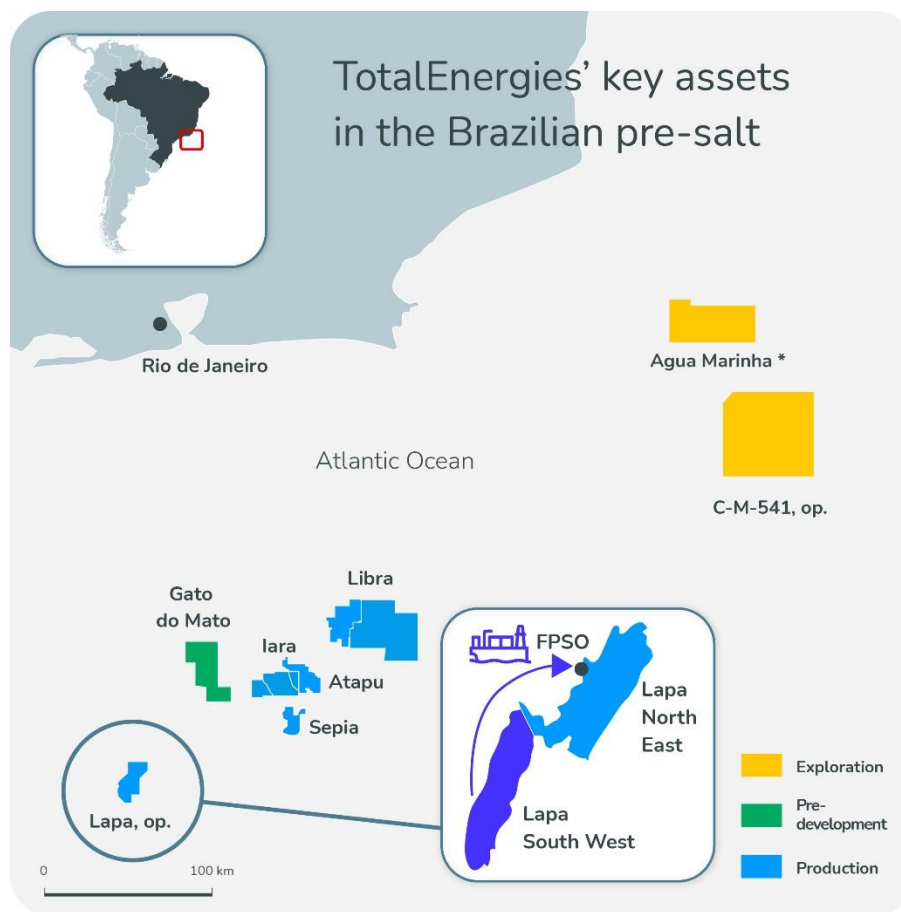 TotalEnergies’ key assets
in the Brazilian pre-salt
Rio de Janeiro
Agua Marinha *
Atlantic Ocean
C-M-541, op.
Libra
Gato
do Mato
Iara
Atapu
Sepia
FPSO
Lapa
North
East
Lapa
South West
Lapa, op.
Exploration
Pre-
development
Production
0
100 km